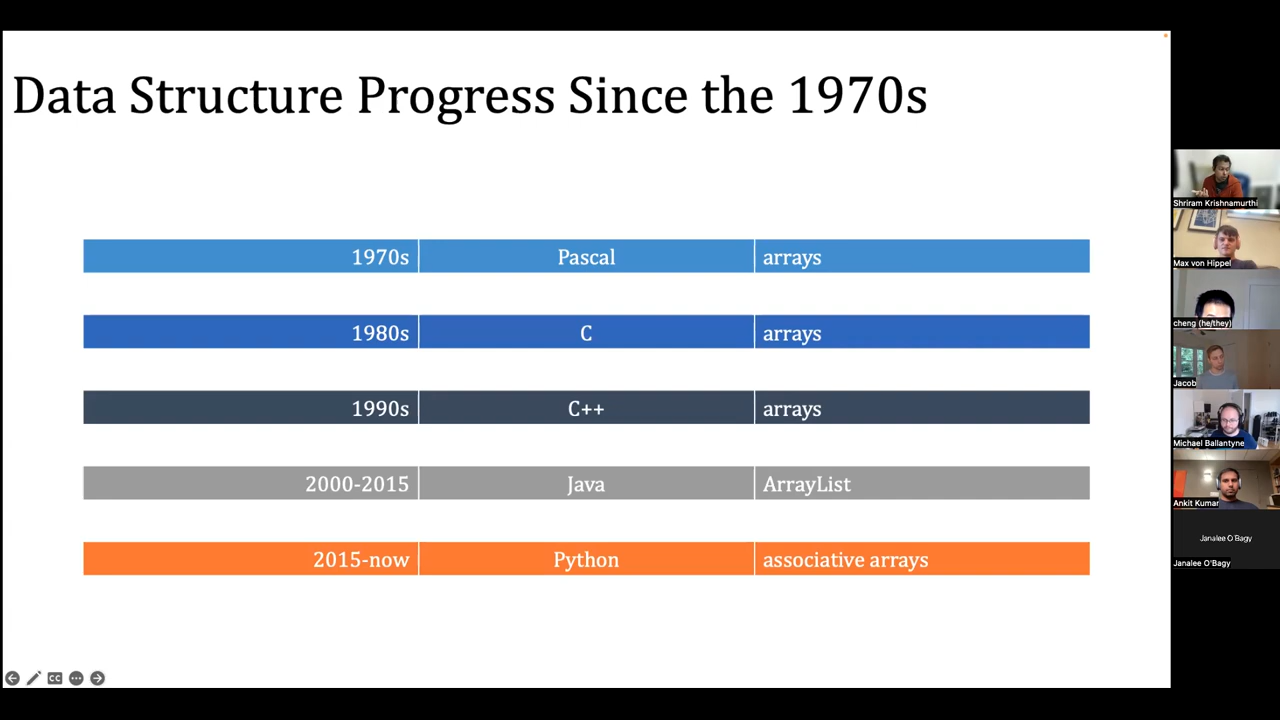 Data Structure Progress Since the 1970s
1970s Pascal arrays
1980s C arrays
1990s C++ arrays
2000-2015 Java ArrayList
2015-now Python associative arrays
CC
Shriram Krishnamurthi
Max von Hippel
cheng (he/they)
Jacob
Michael Ballantyne
Ankit Kumar
Janalee O'Bagy
Janalee O'Bagy